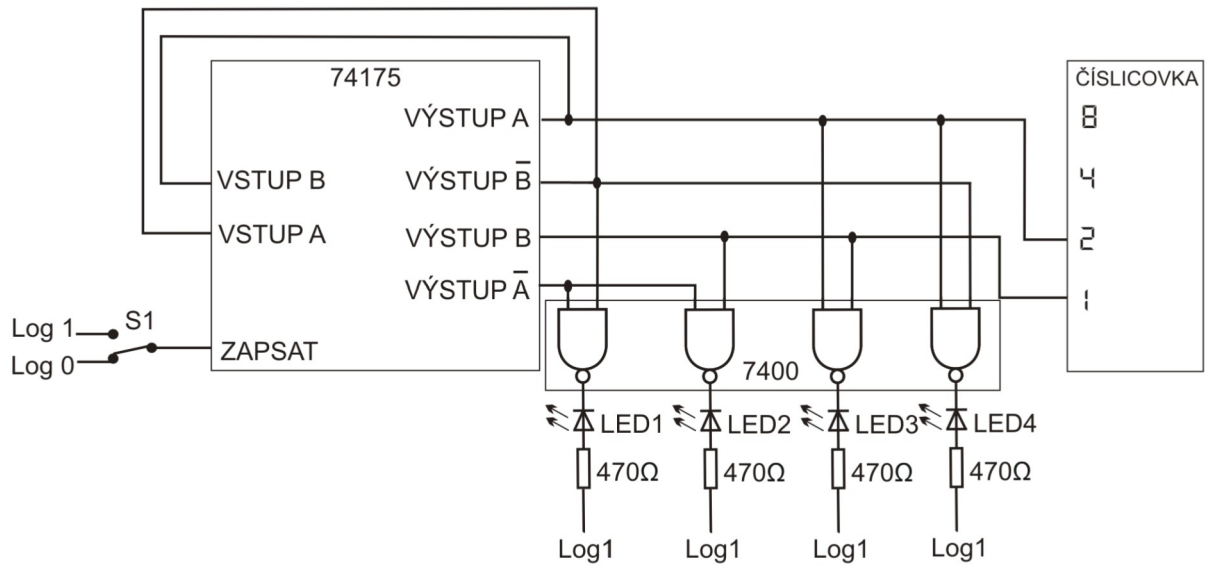 74175
ČÍSLICOVKA
VÝSTUP A
8
VSTUP B
VÝSTUP B̅
4
VSTUP A
VÝSTUP B
2
VÝSTUP A̅
1
Log 1
S1
Log 0
ZAPSAT
7400
LED1
LED2
LED3
LED4
470Ω
470Ω
470Ω
470Ω
Log1
Log1
Log1
Log1